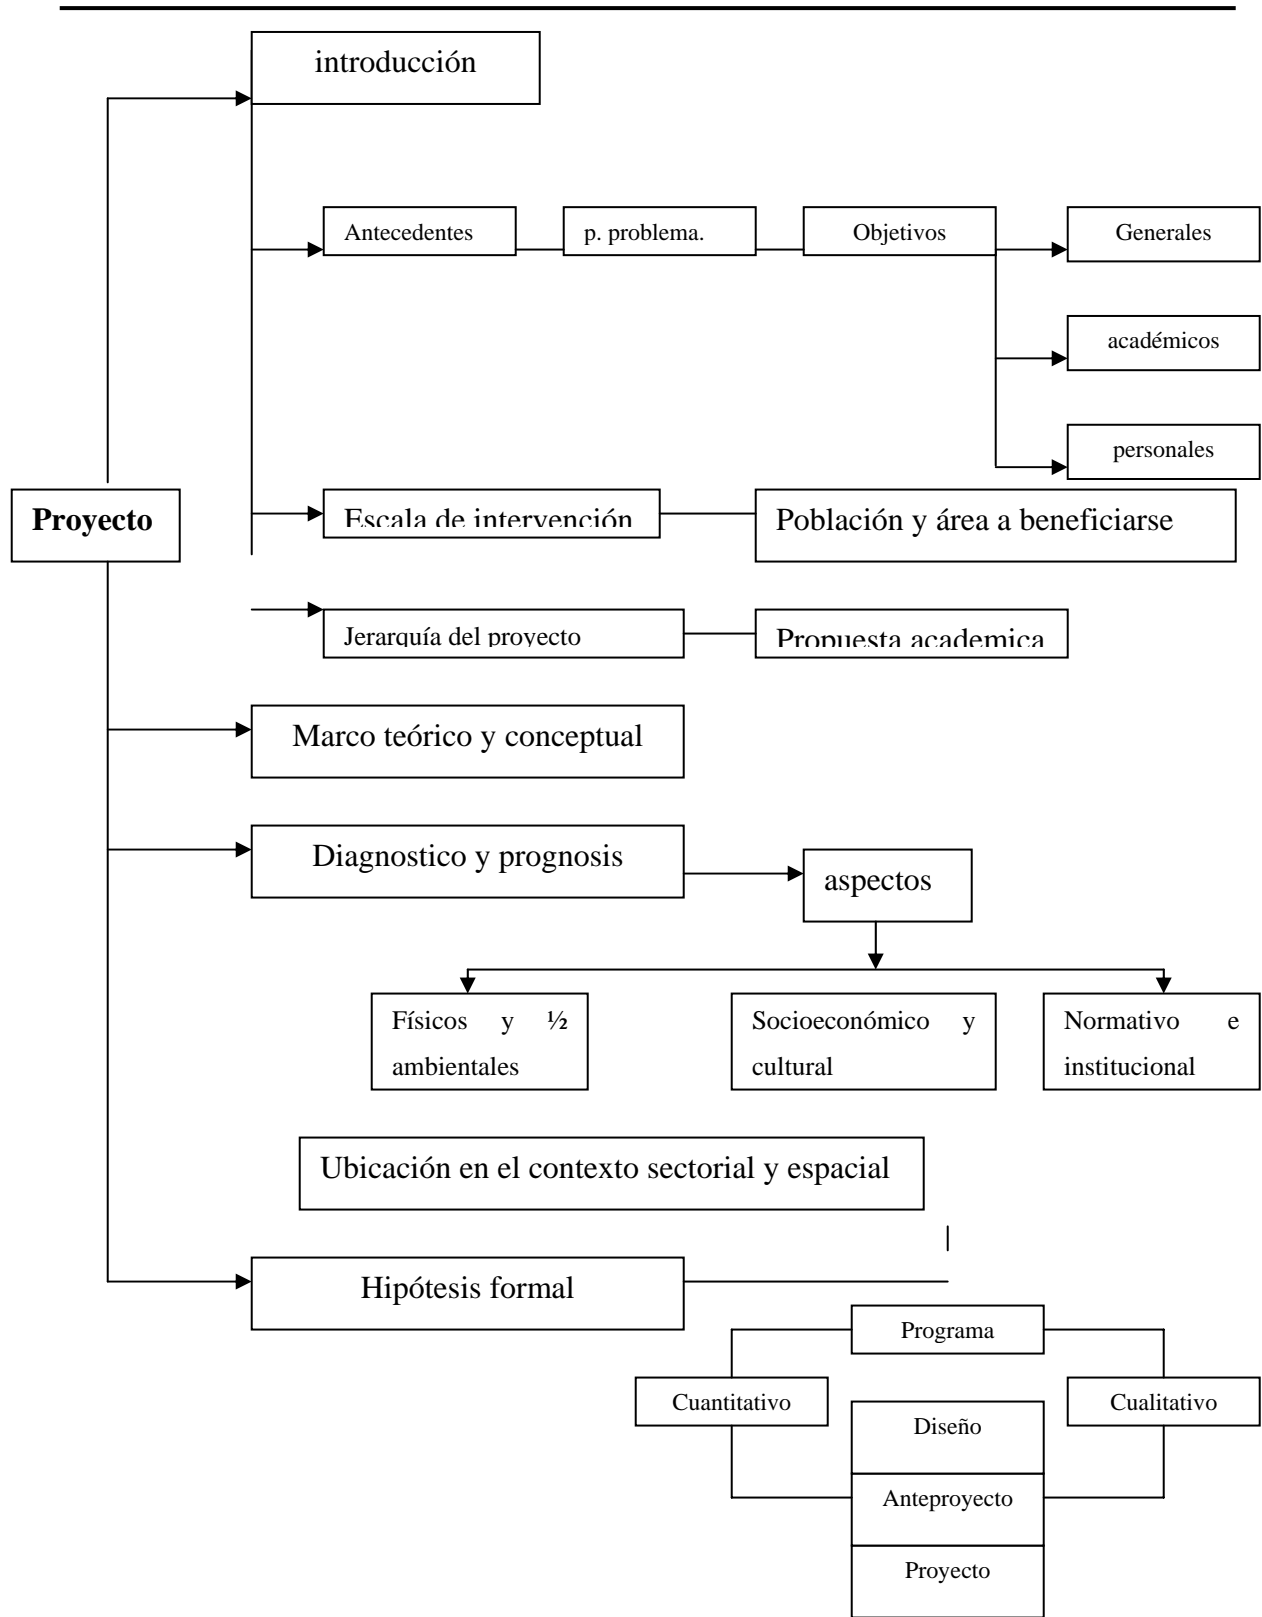 introducción
Antecedentes
p. problema.
Objetivos
Generales
académicos
personales
Proyecto
Escala de intervención
Población y área a beneficiarse
Jerarquía del proyecto
Propuesta academica
Marco teórico y conceptual
Diagnostico y prognosis
aspectos
Físicos y ½
ambientales
Socioeconómico y
cultural
Normativo e
institucional
Ubicación en el contexto sectorial y espacial
Hipótesis formal
Programa
Cuantitativo
Cualitativo
Diseño
Anteproyecto
Proyecto